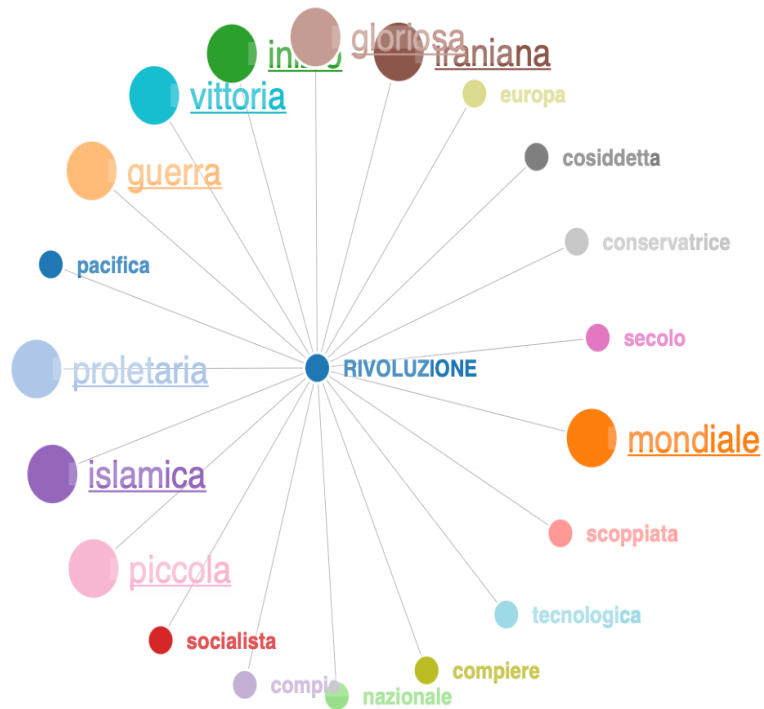 gloriosa
iraniana
vittoria
europa
cosiddetta
guerra
conservatrice
pacifica
secolo
proletaria
RIVOLUZIONE
mondiale
islamica
scoppiata
piccola
tecnologica
socialista
compiere
compie
nazionale